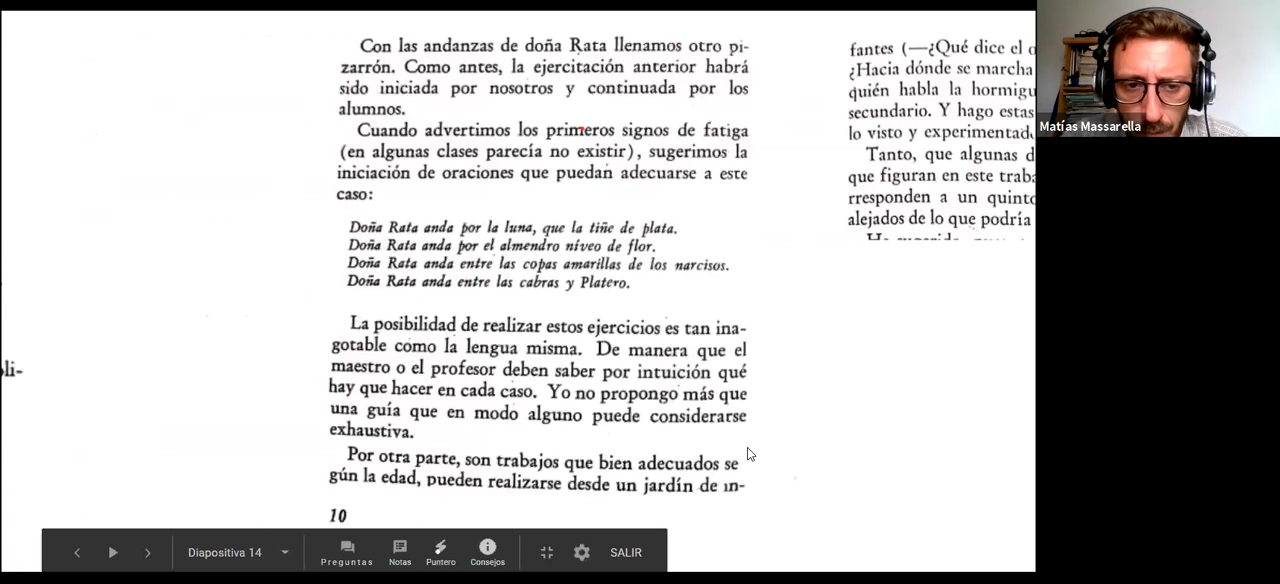 Con las andanzas de doña Rata llenamos otro pi-
zarrón. Como antes, la ejercitación anterior habrá
sido iniciada por nosotros y continuada por los
alumnos.
Cuando advertimos los primeros signos de fatiga
(en algunas clases parecía no existir), sugerimos la
iniciación de oraciones que puedan adecuarse a este
caso:
Doña Rata anda por la luna, que la tiñe de plata.
Doña Rata anda por el almendro níveo de flor.
Doña Rata anda entre las copas amarillas de los narcisos.
Doña Rata anda entre las cabras y Platero.
La posibilidad de realizar estos ejercicios es tan ina-
gotable como la lengua misma. De manera que el
maestro o el profesor deben saber por intuición qué
hay que hacer en cada caso. Yo no propongo más que
una guía que en modo alguno puede considerarse
exhaustiva.
Por otra parte, son trabajos que bien adecuados se
gún la edad, pueden realizarse desde un jardín de in-
10
li-
fantes (—¿Qué dice el
¿Hacia dónde se marcha
quién habla la hormigu
secundario. Y hago estas
lo visto y experimentad
Tanto, que algunas d
que figuran en este trab
rresponden a un quint
alejados de lo que podría
Matías Massarella
Diapositiva 14
Preguntas
Notas
Puntero
Consejos
SALIR